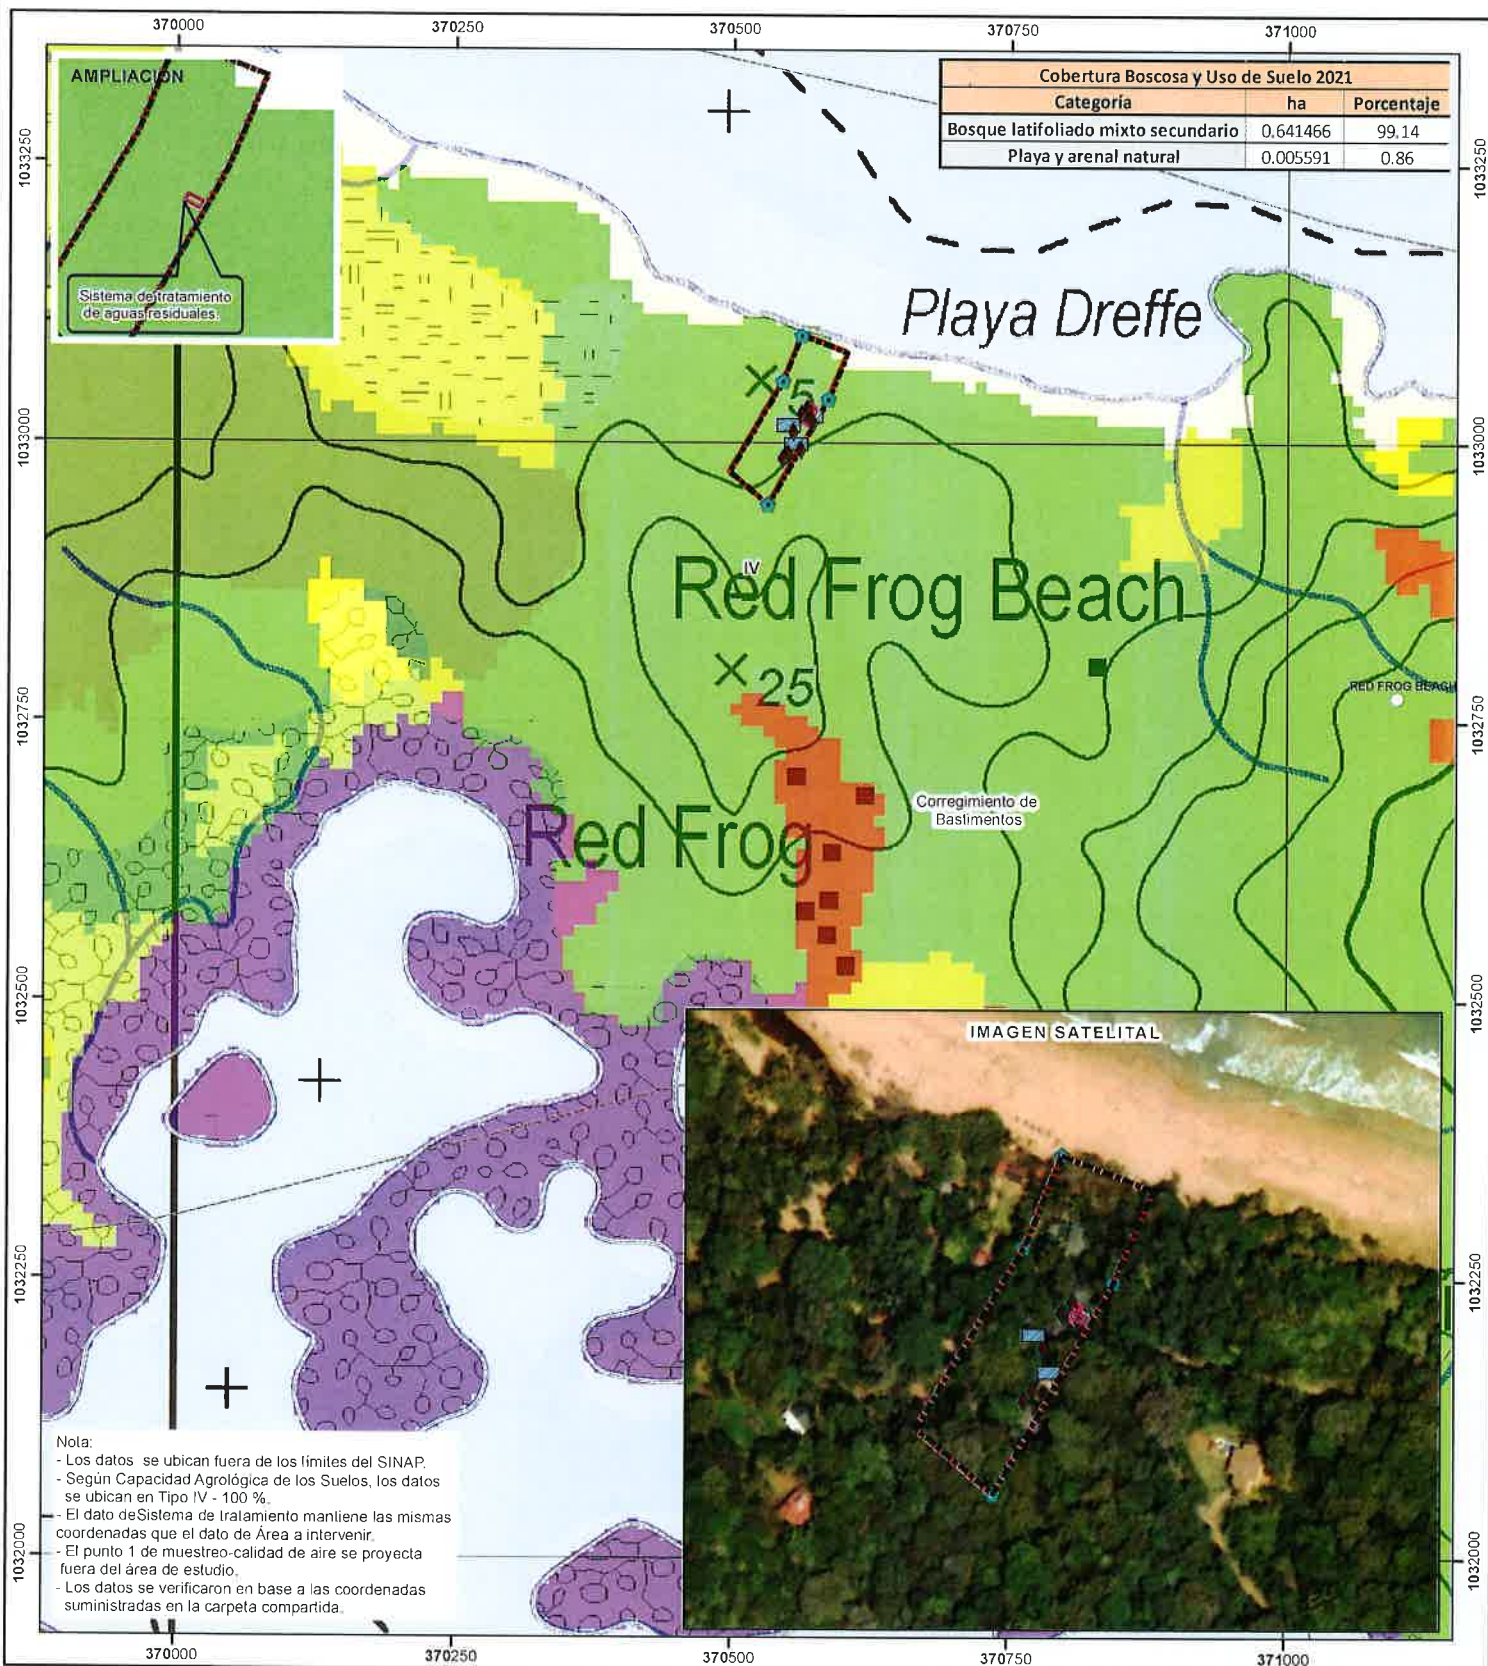 370000 370250 370500 370750 371000
AMPLIACIÓN
Sistema de tratamiento
de aguas residuales.
Cobertura Boscosa y Uso de Suelo 2021
Categoría ha Porcentaje
Bosque latifoliado mixto secundario 0.641466 99.14
Playa y arenal natural 0.005591 0.86
1033250
1033250
Playa Dreffe
5
1033000
1033000
IV
Red Frog Beach
25
RED FROG BEACH
1032750
1032750
Corregimiento de
Bastimentos
Red Frog
1032500
1032500
IMAGEN SATELITAL
1032250
1032250
Nota:
- Los datos se ubican fuera de los límites del SINAP.
- Según Capacidad Agrológica de los Suelos, los datos
se ubican en Tipo IV - 100 %.
- El dato deSistema de tratamiento mantiene las mismas
coordenadas que el dato de Área a intervenir.
- El punto 1 de muestreo-calidad de aire se proyecta
fuera del área de estudio.
- Los datos se verificaron en base a las coordenadas
suministradas en la carpeta compartida.
1032000
1032000
370000 370250 370500 370750 371000